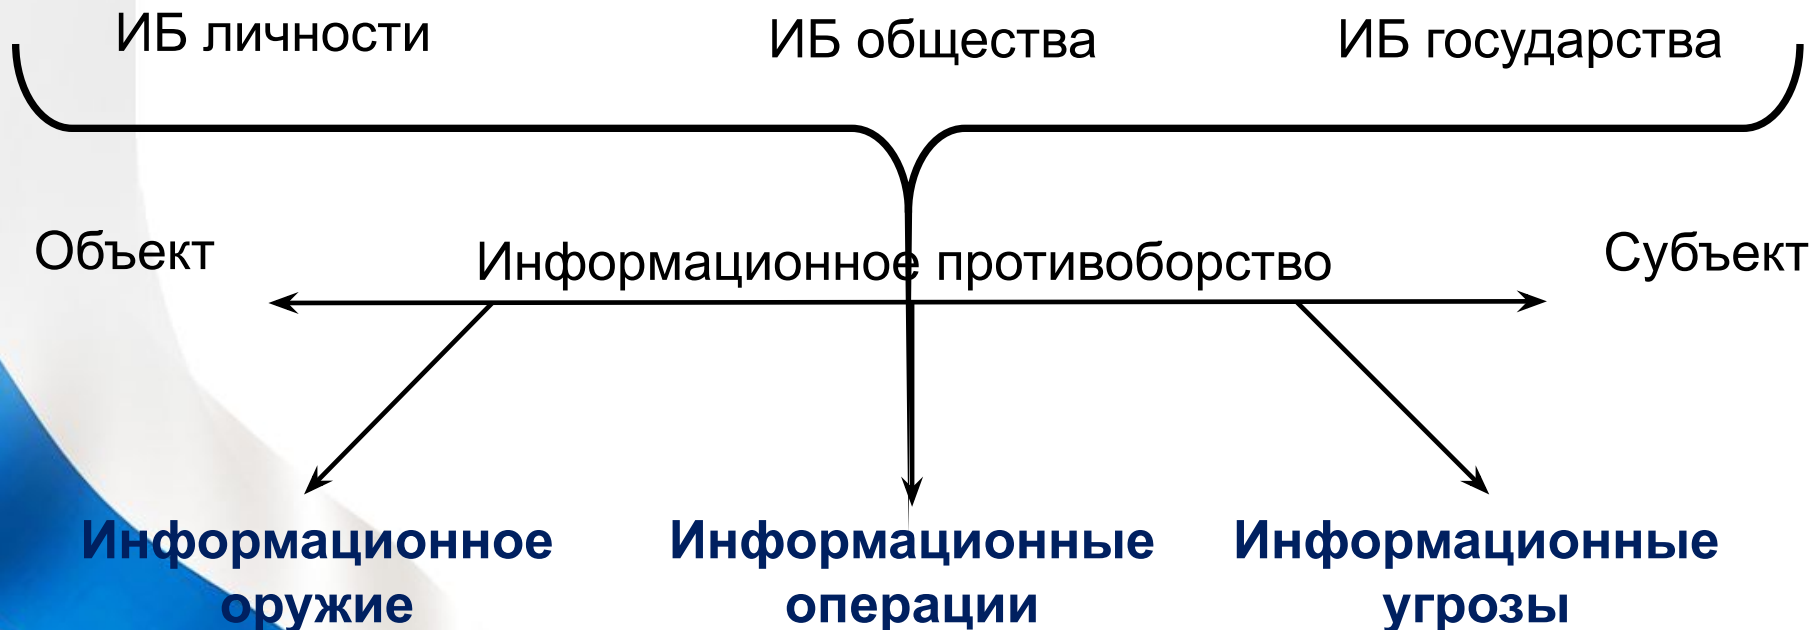 ИБ личности
ИБ общества
ИБ государства
Объект
Информационное противоборство
Субъект
Информационное
оружие
Информационные
операции
Информационные
угрозы